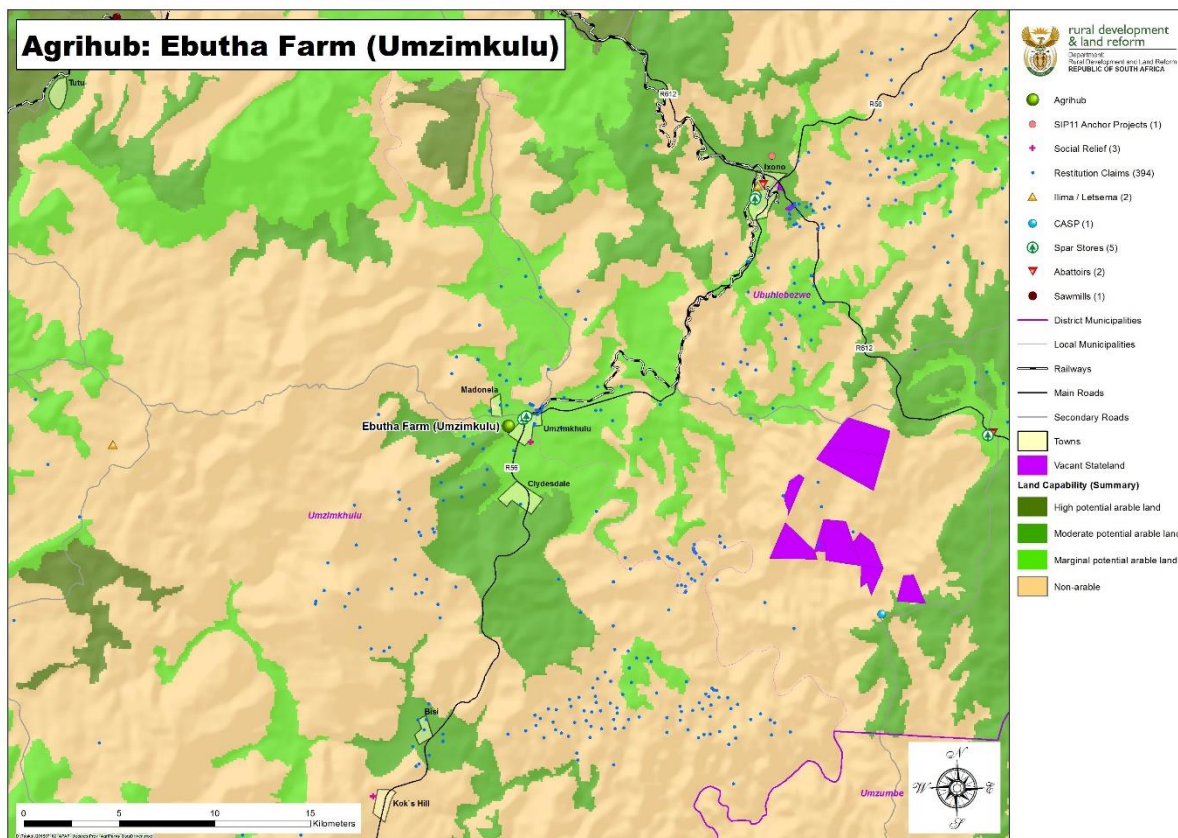 Agrihub: Ebutha Farm (Umzimkulu)
Tutu
R612
R56
Ixopo
Ubuhlebezwe
R612
Madonela
Ebutha Farm (Umzimkulu)
Umzimkhulu
R56
Clydesdale
Umzimkhulu
Bisi
Kok's Hill
Umzumbe
0 5 10 15
Kilometers
N
W E
S
rural development
& land reform
Department:
Rural Development and Land Reform
REPUBLIC OF SOUTH AFRICA
Agrihub
SIP11 Anchor Projects (1)
Social Relief (3)
Restitution Claims (394)
Ilima / Letsema (2)
CASP (1)
Spar Stores (5)
Abattoirs (2)
Sawmills (1)
District Municipalities
Local Municipalities
Railways
Main Roads
Secondary Roads
Towns
Vacant Stateland
Land Capability (Summary)
High potential arable land
Moderate potential arable land
Marginal potential arable land
Non-arable